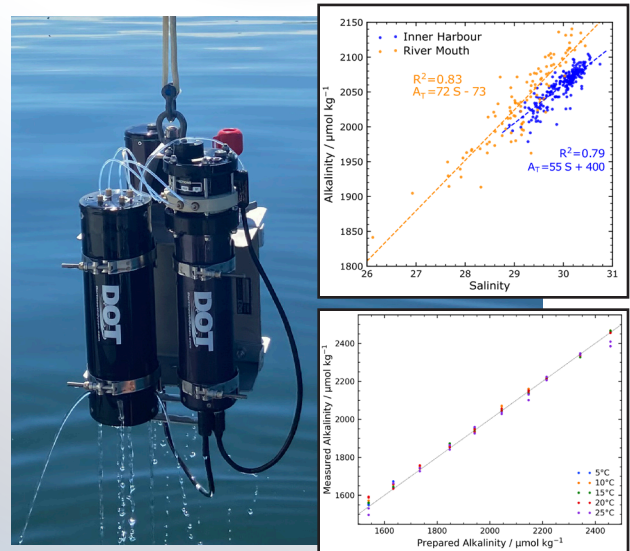 DOT
DOT
2150
2100
2050
2000
1950
1900
1850
1800
26
27
28
29
30
31
Alkalinity / μmol kg⁻¹
Salinity
Inner Harbour
River Mouth
R²=0.83
A_T=72 S - 73
R²=0.79
A_T=55 S + 400
2400
2200
2000
1800
1600
1600
1800
2000
2200
2400
Measured Alkalinity / μmol kg⁻¹
Prepared Alkalinity / μmol kg⁻¹
5°C
10°C
15°C
20°C
25°C